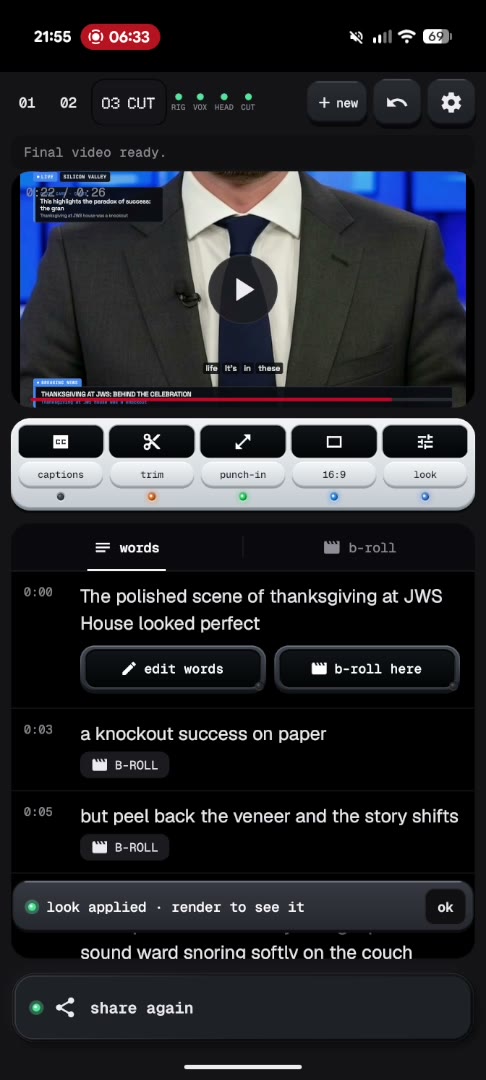 21:55
06:33
69
01
02
03 CUT
RIG
VOX
HEAD
CUT
+ new
Final video ready.
LIVE
SILICON VALLEY
0:22 / 0:26
This highlights the paradox of success:
the gran
Thanksgiving at JWS house was a knockout
life it's in these
BREAKING NEWS
THANKSGIVING AT JWS: BEHIND THE CELEBRATION
CC
captions
trim
punch-in
16:9
look
words
b-roll
0:00
The polished scene of thanksgiving at JWS
House looked perfect
edit words
b-roll here
0:03
a knockout success on paper
B-ROLL
0:05
but peel back the veneer and the story shifts
B-ROLL
look applied · render to see it
ok
sound ward snoring softly on the couch
share again